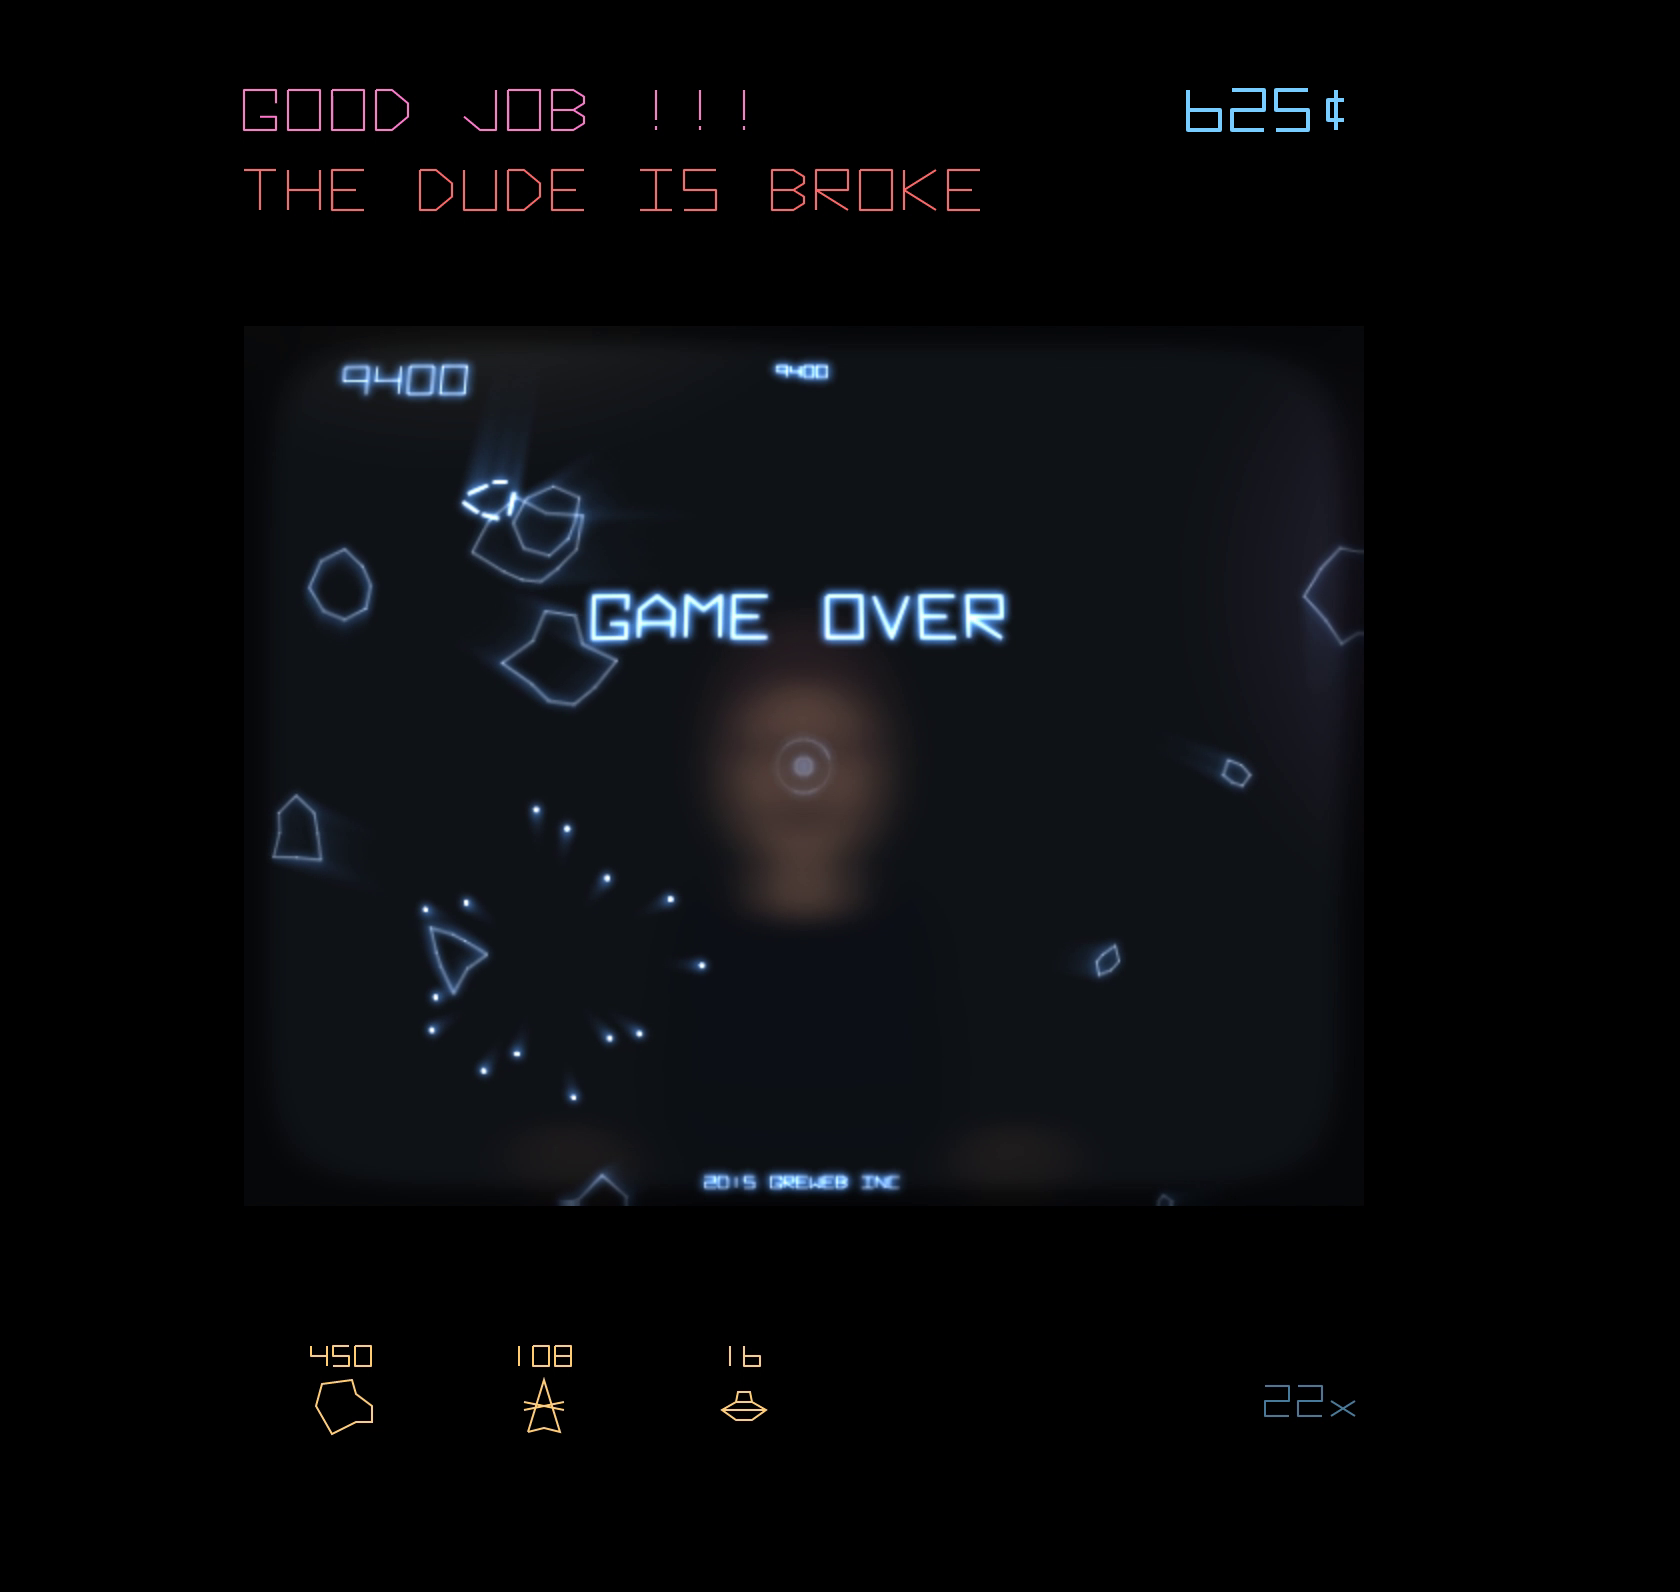 GOOD JOB !!! 625¢
THE DUDE IS BROKE
9400 9400
GAME OVER
2015 GREWEB INC
450 108 16
22x